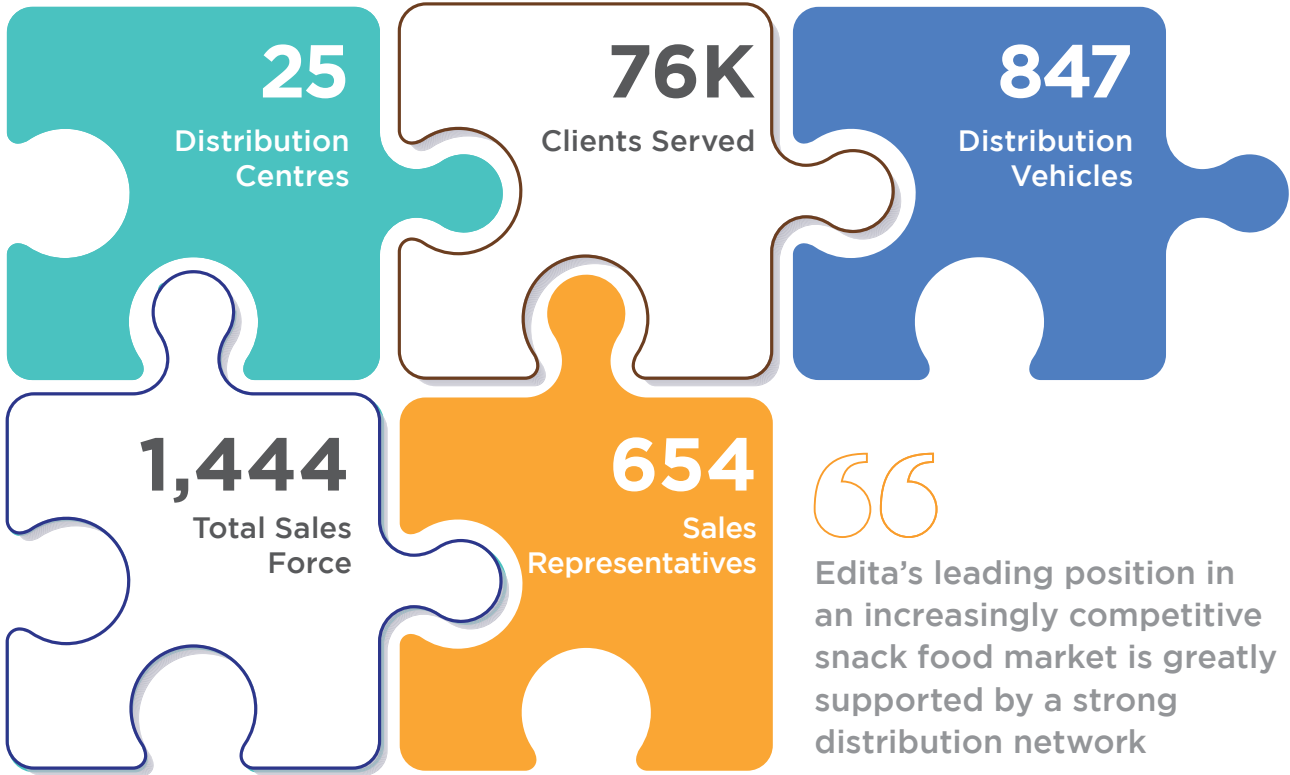 25
Distribution
Centres
76K
Clients Served
847
Distribution
Vehicles
1,444
Total Sales
Force
654
Sales
Representatives
“
Edita’s leading position in
an increasingly competitive
snack food market is greatly
supported by a strong
distribution network